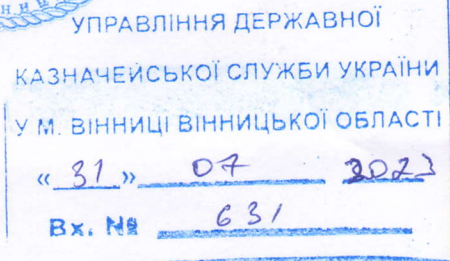 УПРАВЛІННЯ ДЕРЖАВНОЇ
КАЗНАЧЕЙСЬКОЇ СЛУЖБИ УКРАЇНИ
У М. ВІННИЦІ ВІННИЦЬКОЇ ОБЛАСТІ
« 31 » 07 2023
Вх. № 631